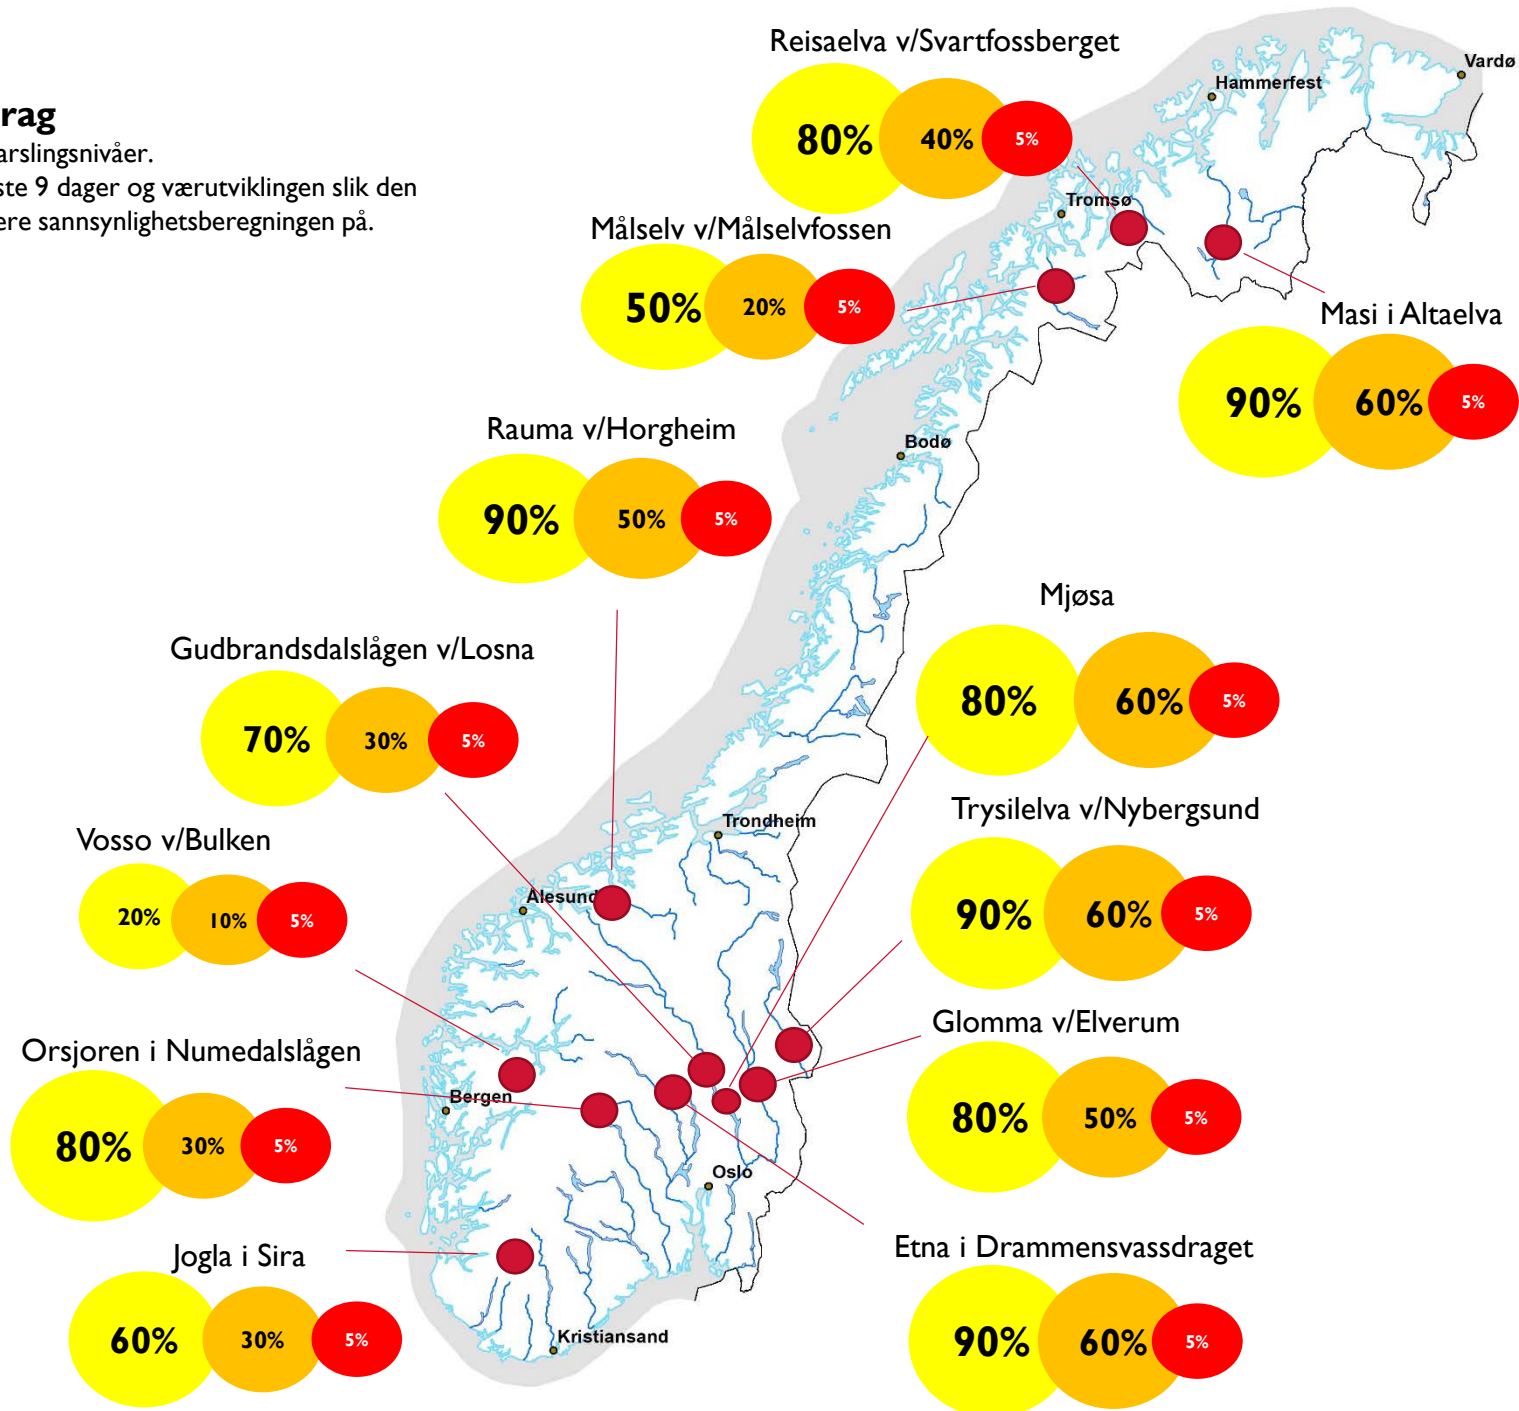 Reisaelva v/Svartfossberget
80% 40% 5%
Vardø
Hammerfest
Tromsø
Målselv v/Målselvfossen
50% 20% 5%
Masi i Altaelva
90% 60% 5%
Rauma v/Horgheim
90% 50% 5%
Bodø
Mjøsa
80% 60% 5%
Gudbrandsdalslågen v/Losna
70% 30% 5%
Trysilelva v/Nybergsund
90% 60% 5%
Trondheim
Vosso v/Bulken
20% 10% 5%
Ålesund
Glomma v/Elverum
80% 50% 5%
Orsjoren i Numedalslågen
80% 30% 5%
Bergen
Oslo
Etna i Drammensvassdraget
90% 60% 5%
Jogla i Sira
60% 30% 5%
Kristiansand
rag
arslingsnivåer.
ste 9 dager og værutviklingen slik den
ere sannsynlighetsberegningen på.